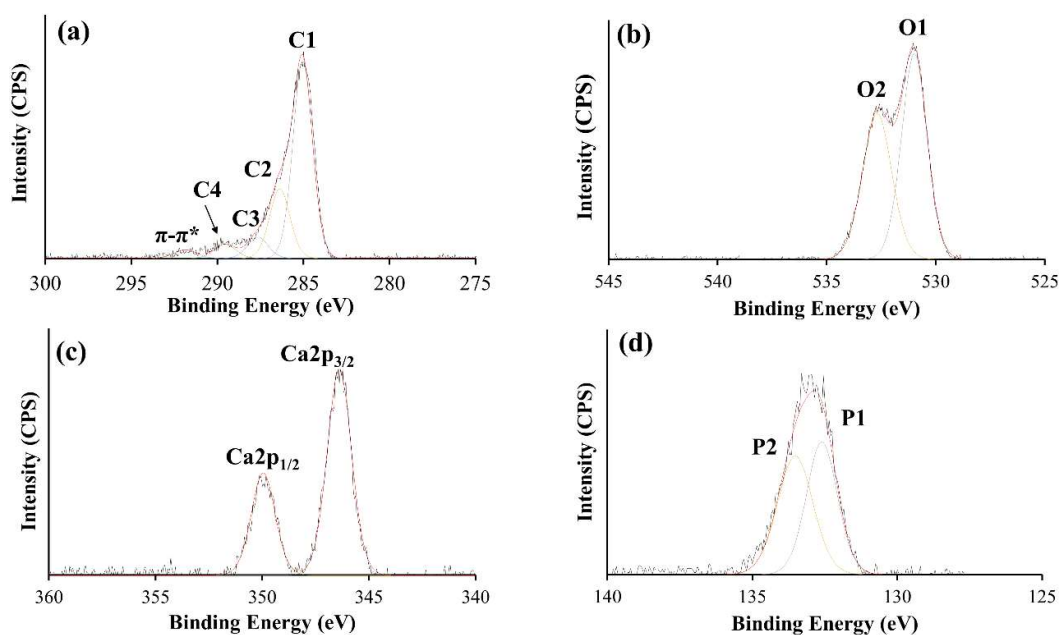 (a)
C1
C2
C4
C3
π-π*
Intensity (CPS)
300 295 290 285 280 275
Binding Energy (eV)
(b)
O1
O2
Intensity (CPS)
545 540 535 530 525
Binding Energy (eV)
(c)
Ca2p3/2
Ca2p1/2
Intensity (CPS)
360 355 350 345 340
Binding Energy (eV)
(d)
P1
P2
Intensity (CPS)
140 135 130 125
Binding Energy (eV)